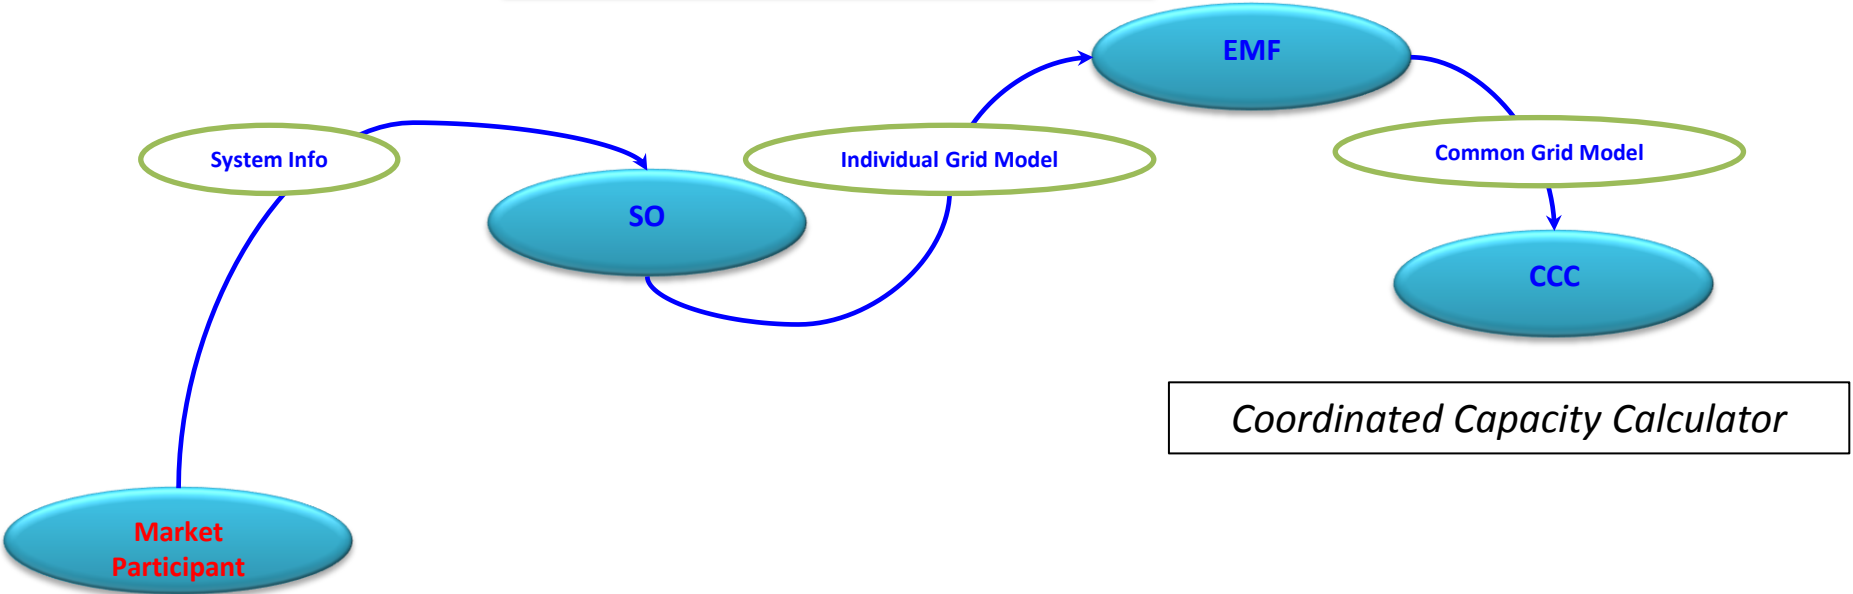 EMF
System Info
Individual Grid Model
Common Grid Model
SO
CCC
Coordinated Capacity Calculator
Market
Participant